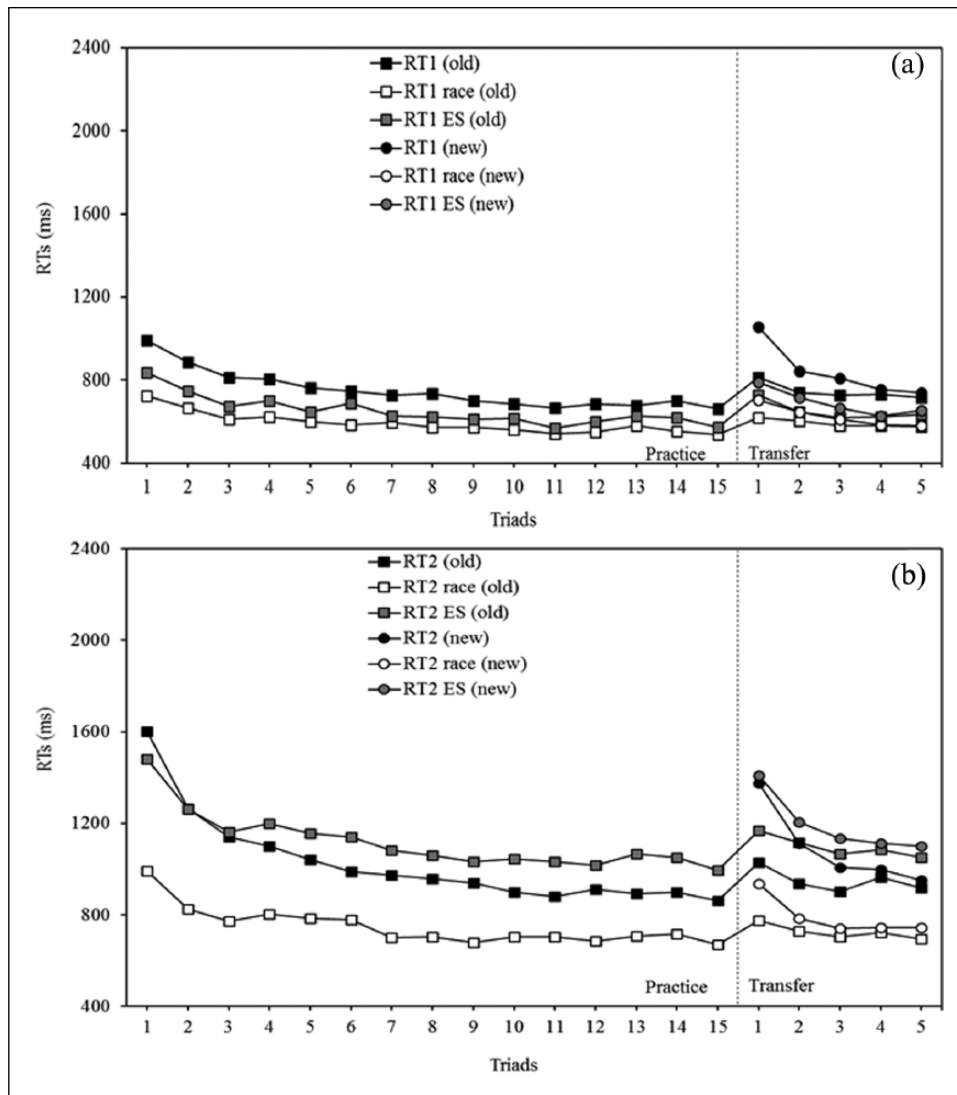 (a)
2400
2000
1600
1200
800
400
RTs (ms)
RT1 (old)
RT1 race (old)
RT1 ES (old)
RT1 (new)
RT1 race (new)
RT1 ES (new)
Practice Transfer
1 2 3 4 5 6 7 8 9 10 11 12 13 14 15 1 2 3 4 5
Triads
(b)
2400
2000
1600
1200
800
400
RTs (ms)
RT2 (old)
RT2 race (old)
RT2 ES (old)
RT2 (new)
RT2 race (new)
RT2 ES (new)
Practice Transfer
1 2 3 4 5 6 7 8 9 10 11 12 13 14 15 1 2 3 4 5
Triads